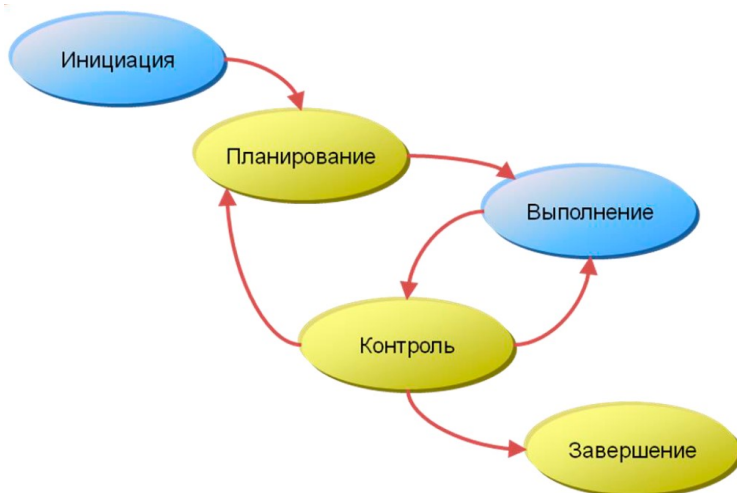 Инициация
Планирование
Выполнение
Контроль
Завершение